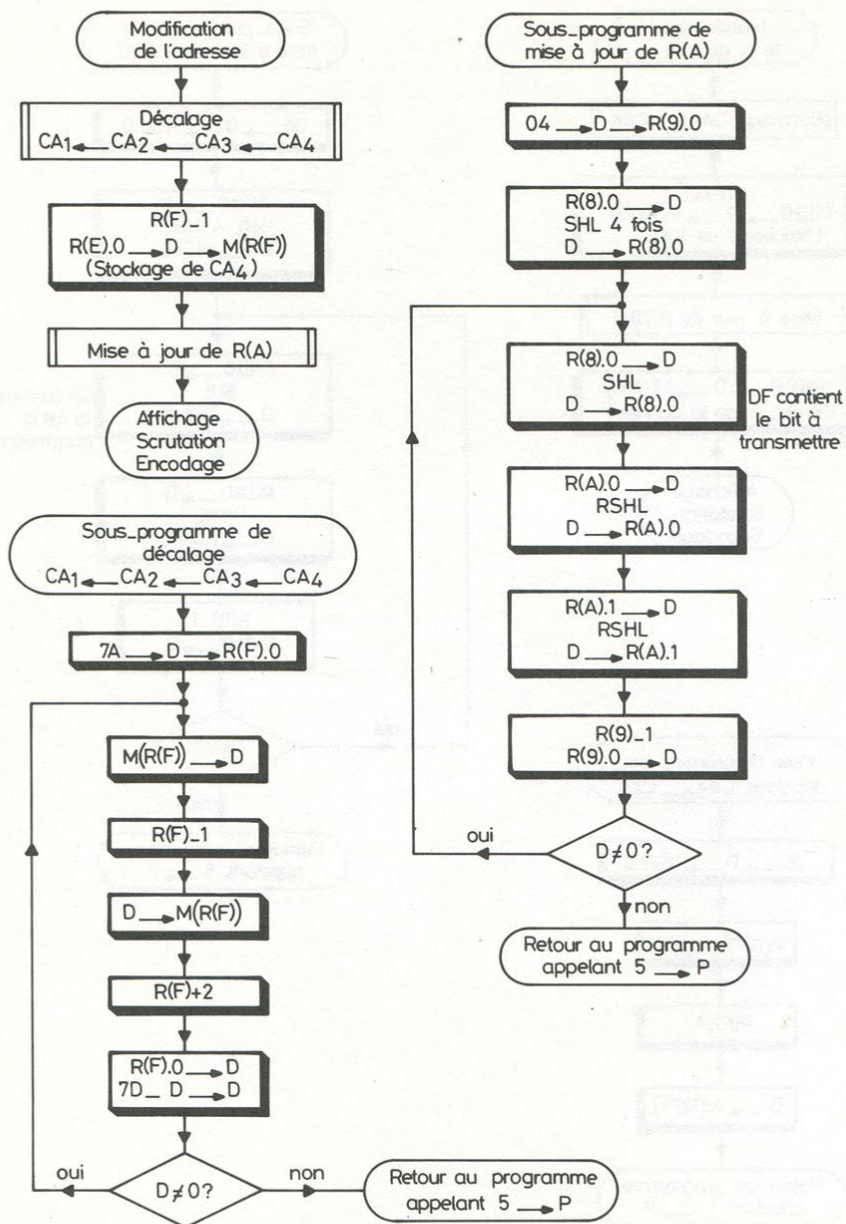 Modification
de l'adresse
Décalage
CA1 ← CA2 ← CA3 ← CA4
R(F)_1
R(E).0 → D → M(R(F))
(Stockage de CA4)
Mise à jour de R(A)
Affichage
Scrutation
Encodage
Sous_programme de
décalage
CA1 ← CA2 ← CA3 ← CA4
7A → D → R(F).0
M(R(F)) → D
R(F)_1
D → M(R(F))
R(F)+2
R(F).0 → D
7D_ D → D
oui
D≠0?
non
Retour au programme
appelant 5 → P
Sous_programme de
mise à jour de R(A)
04 → D → R(9).0
R(8).0 → D
SHL 4 fois
D → R(8).0
R(8).0 → D
SHL
D → R(8).0
DF contient
le bit à
transmettre
R(A).0 → D
RSHL
D → R(A).0
R(A).1 → D
RSHL
D → R(A).1
R(9)_1
R(9).0 → D
oui
D≠0?
non
Retour au programme
appelant 5 → P